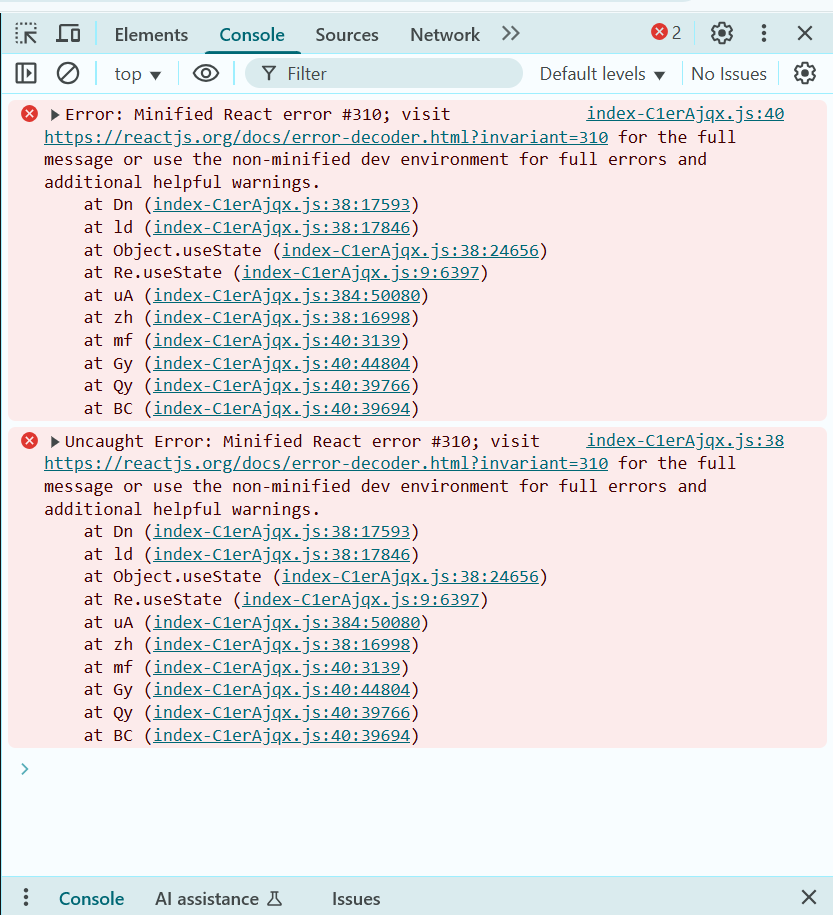 Elements Console Sources Network 2
top Filter Default levels No Issues
Error: Minified React error #310; visit index-C1erAjqx.js:40
https://reactjs.org/docs/error-decoder.html?invariant=310 for the full
message or use the non-minified dev environment for full errors and
additional helpful warnings.
at Dn (index-C1erAjqx.js:38:17593)
at ld (index-C1erAjqx.js:38:17846)
at Object.useState (index-C1erAjqx.js:38:24656)
at Re.useState (index-C1erAjqx.js:9:6397)
at uA (index-C1erAjqx.js:384:50080)
at zh (index-C1erAjqx.js:38:16998)
at mf (index-C1erAjqx.js:40:3139)
at Gy (index-C1erAjqx.js:40:44804)
at Qy (index-C1erAjqx.js:40:39766)
at BC (index-C1erAjqx.js:40:39694)
Uncaught Error: Minified React error #310; visit index-C1erAjqx.js:38
https://reactjs.org/docs/error-decoder.html?invariant=310 for the full
message or use the non-minified dev environment for full errors and
additional helpful warnings.
at Dn (index-C1erAjqx.js:38:17593)
at ld (index-C1erAjqx.js:38:17846)
at Object.useState (index-C1erAjqx.js:38:24656)
at Re.useState (index-C1erAjqx.js:9:6397)
at uA (index-C1erAjqx.js:384:50080)
at zh (index-C1erAjqx.js:38:16998)
at mf (index-C1erAjqx.js:40:3139)
at Gy (index-C1erAjqx.js:40:44804)
at Qy (index-C1erAjqx.js:40:39766)
at BC (index-C1erAjqx.js:40:39694)
Console AI assistance Issues